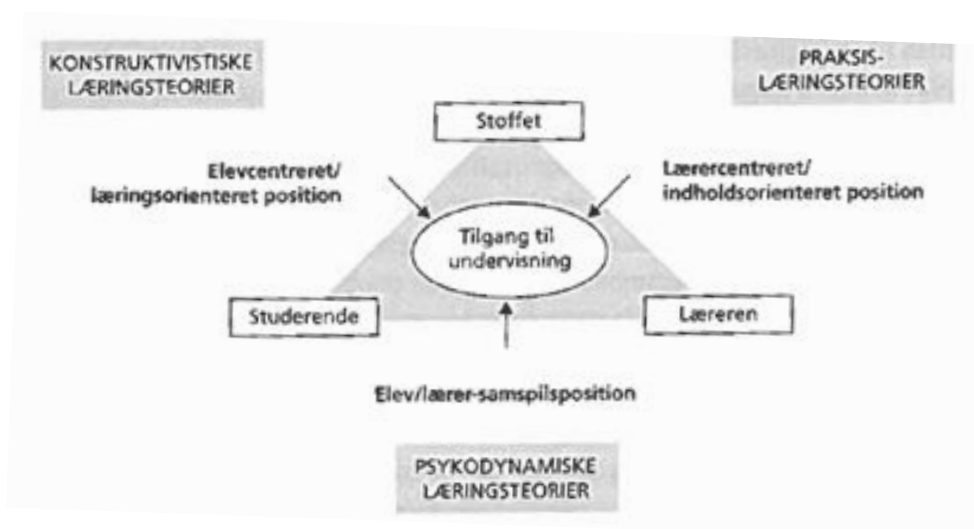 KONSTRUKTIVISTISKE
LÆRINGSTEORIER
PRAKSIS-
LÆRINGSTEORIER
Stoffet
Elevcentreret/
læringsorienteret position
Lærercentreret/
indholdsorienteret position
Tilgang til
undervisning
Studerende
Læreren
Elev/lærer-samspilsposition
PSYKODYNAMISKE
LÆRINGSTEORIER